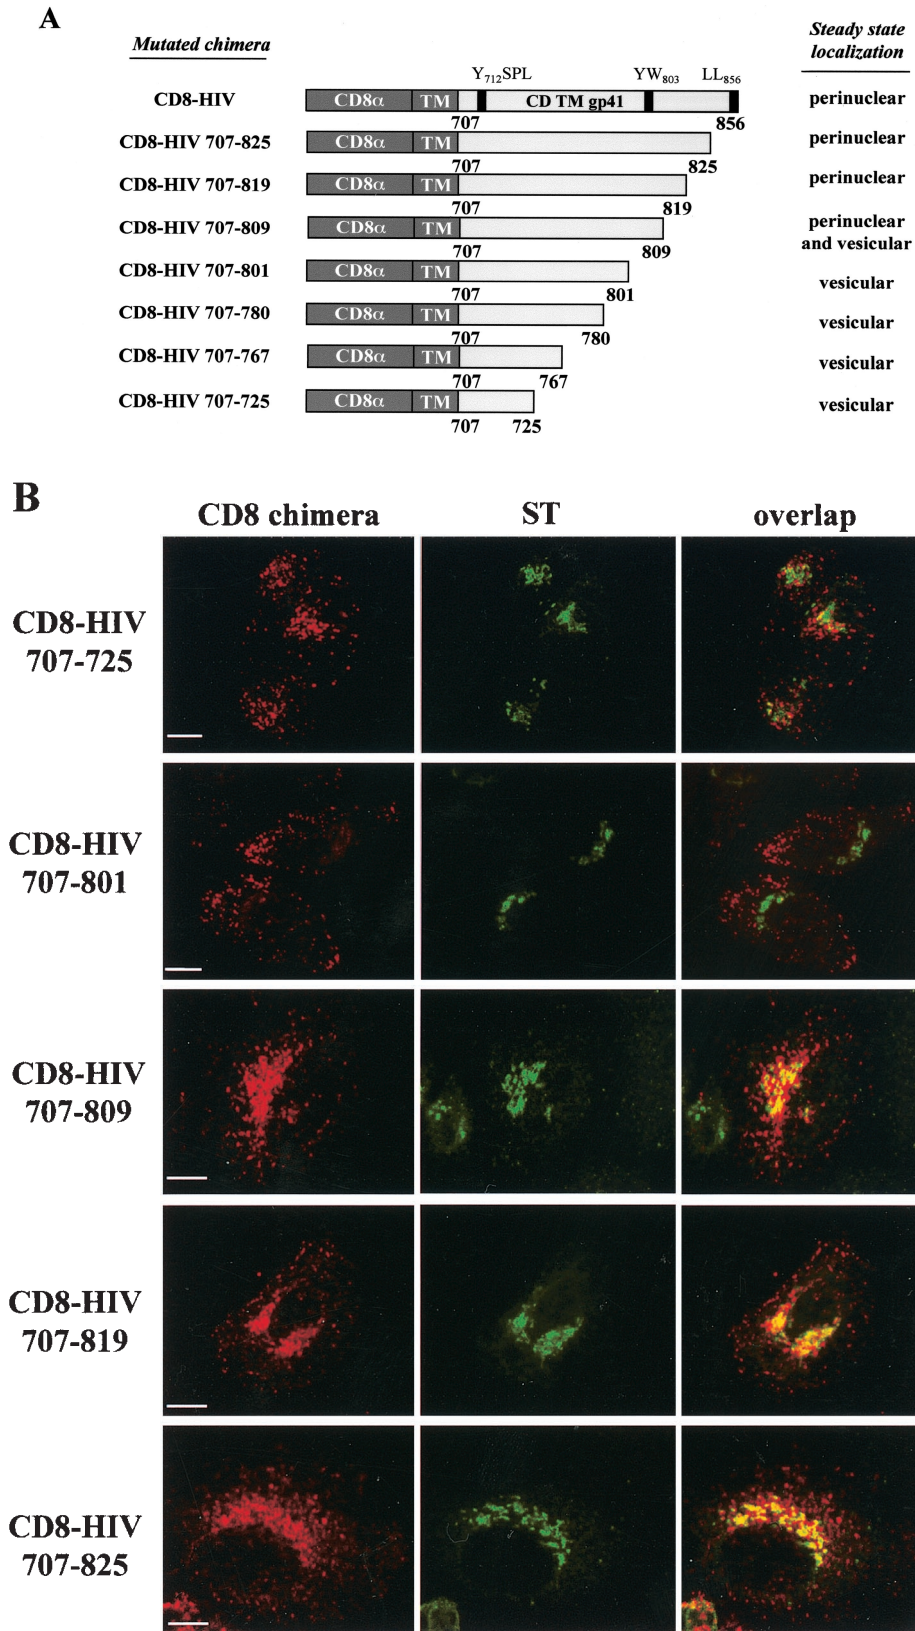 A
Mutated chimera
Steady state
localization
Y712SPL YW803 LL856
CD8-HIV CD8α TM CD TM gp41 perinuclear
707 856
CD8-HIV 707-825 CD8α TM perinuclear
707 825
CD8-HIV 707-819 CD8α TM perinuclear
707 819
CD8-HIV 707-809 CD8α TM perinuclear
and vesicular
707 809
CD8-HIV 707-801 CD8α TM vesicular
707 801
CD8-HIV 707-780 CD8α TM vesicular
707 780
CD8-HIV 707-767 CD8α TM vesicular
707 767
CD8-HIV 707-725 CD8α TM vesicular
707 725
B
CD8 chimera ST overlap
CD8-HIV
707-725
CD8-HIV
707-801
CD8-HIV
707-809
CD8-HIV
707-819
CD8-HIV
707-825